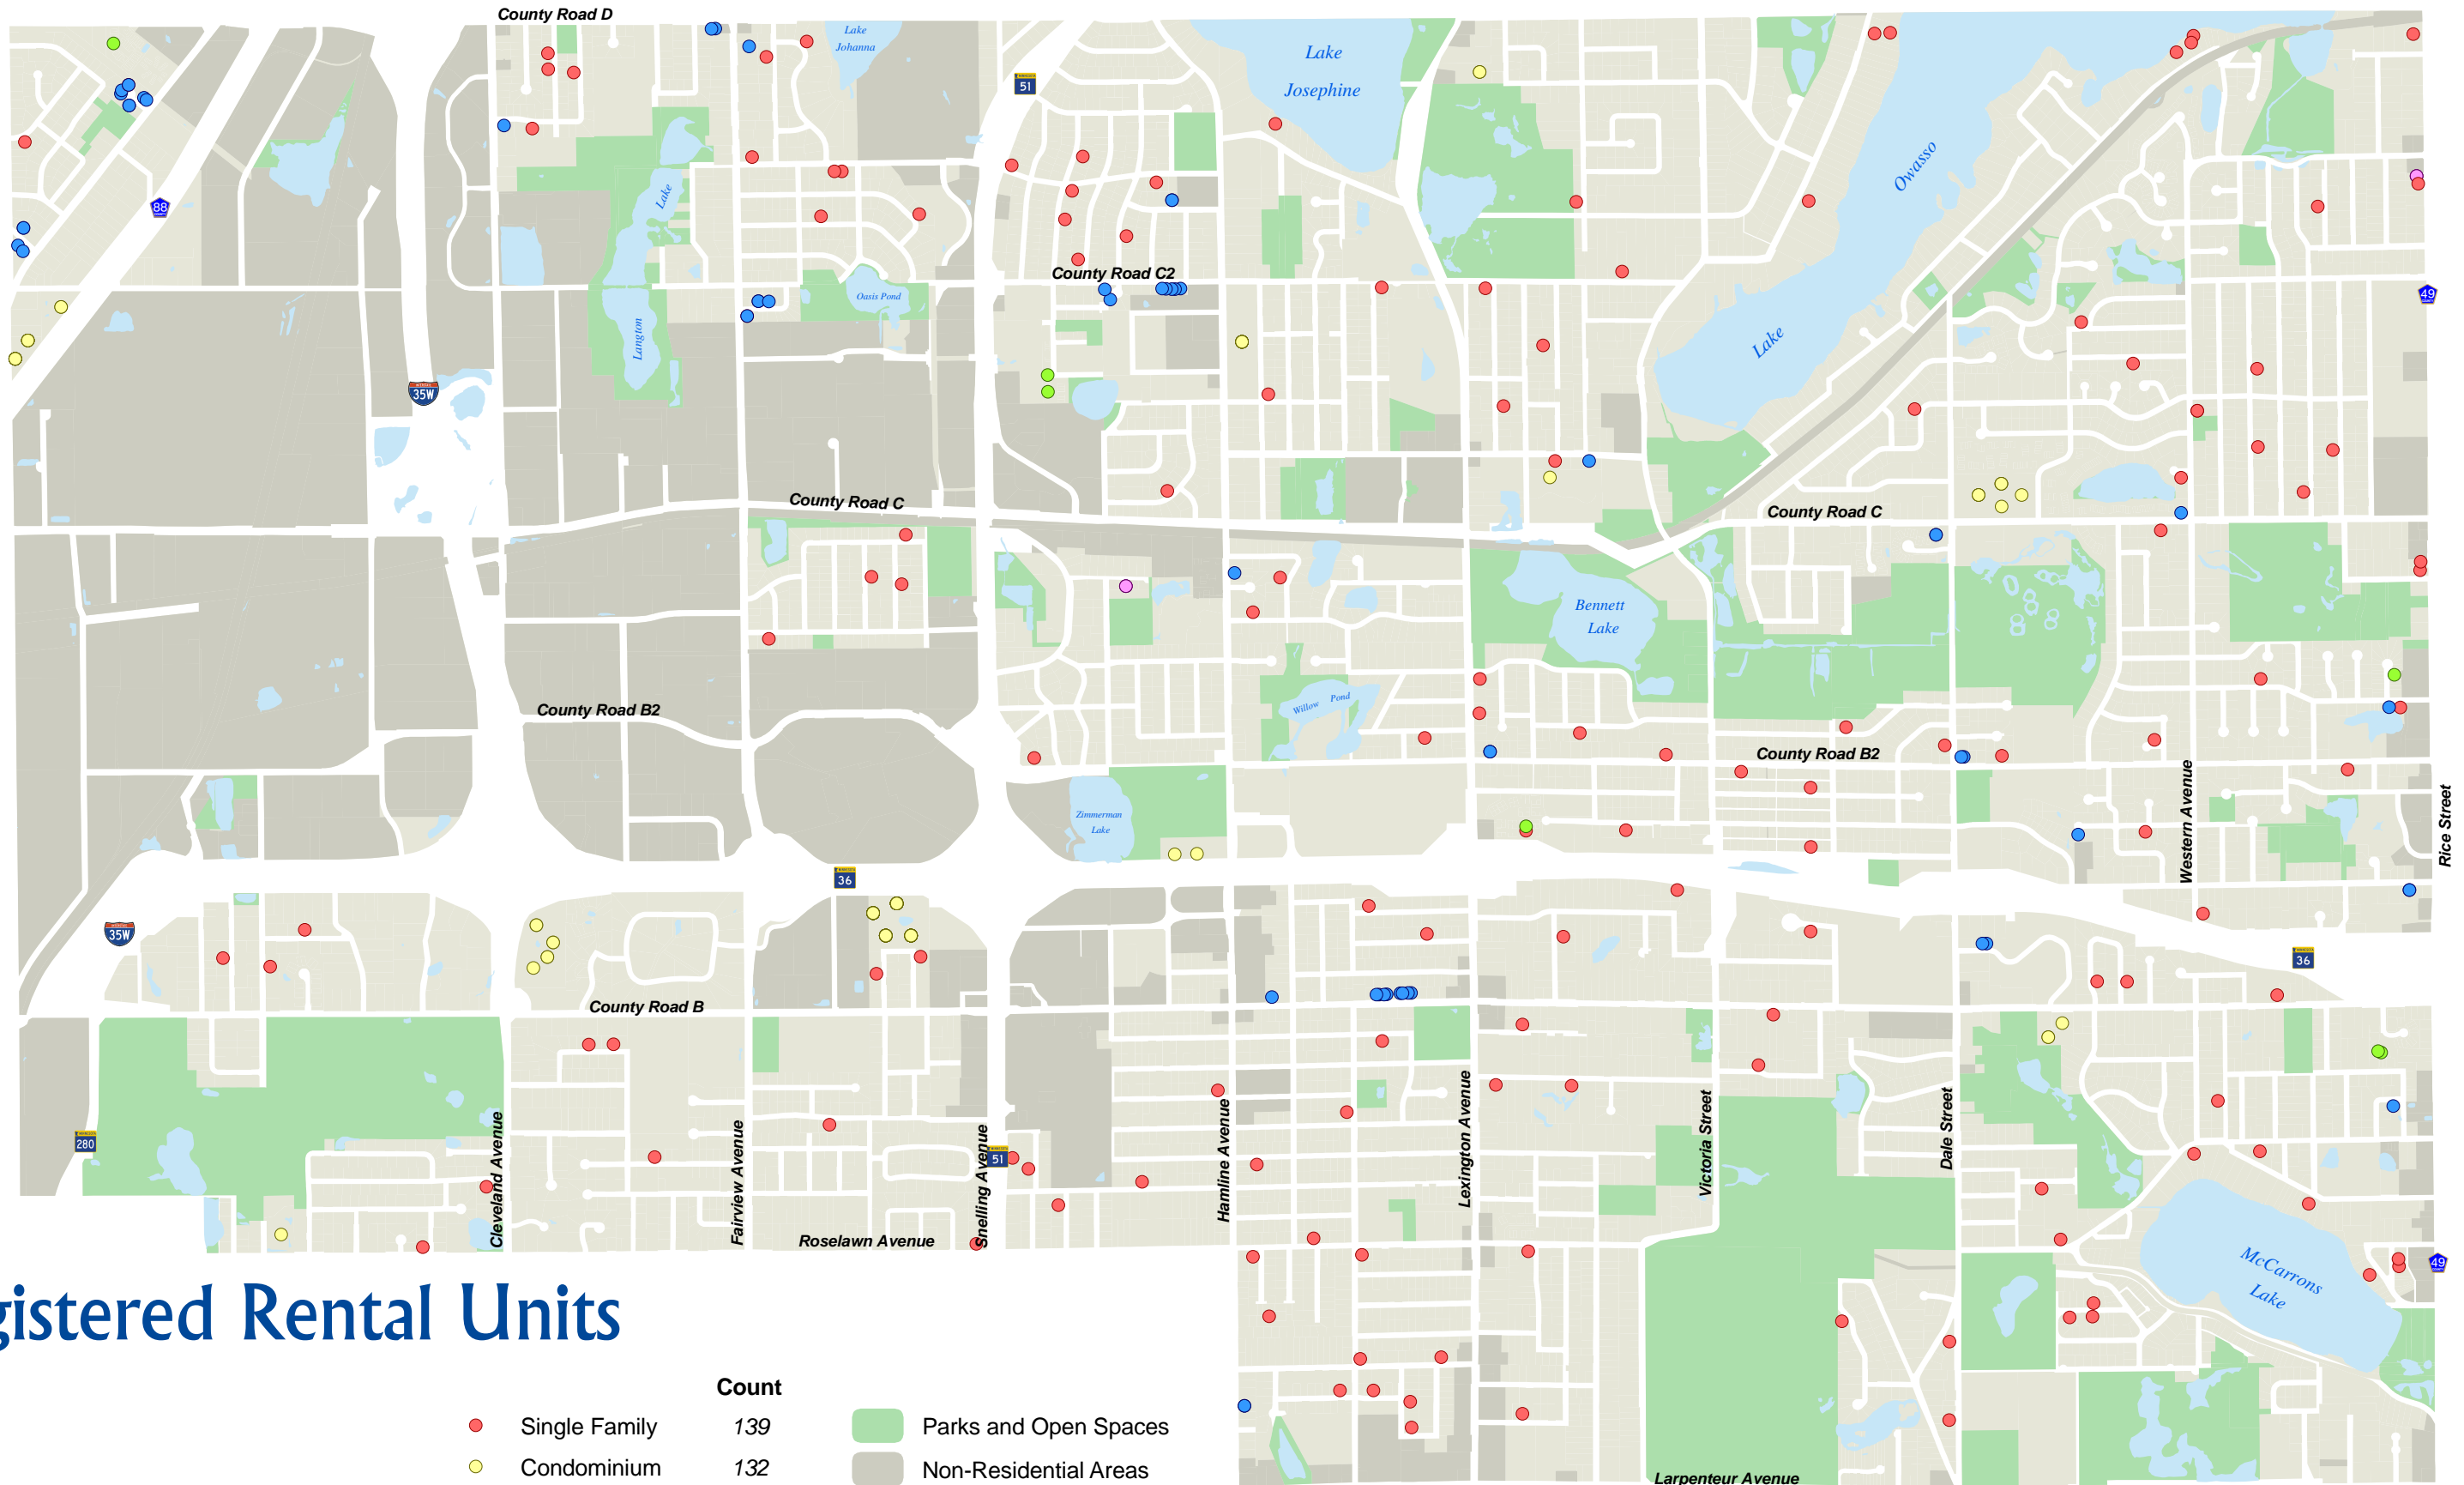 County Road D
Lake
Johanna
51
Lake
Josephine
Owasso
88
Lake
County Road C2
Oasis Pond
49
Langton
Lake
35W
County Road C
County Road C
Bennett
Lake
Willow Pond
County Road B2
County Road B2
Zimmerman
Lake
Western Avenue
Rice Street
36
35W
36
County Road B
280
Cleveland Avenue
Fairview Avenue
Snelling Avenue
51
Hamline Avenue
Lexington Avenue
Victoria Street
Dale Street
Roselawn Avenue
McCarrons
Lake
49
gistered Rental Units
Count
Single Family 139 Parks and Open Spaces
Condominium 132 Non-Residential Areas
Larpenteur Avenue